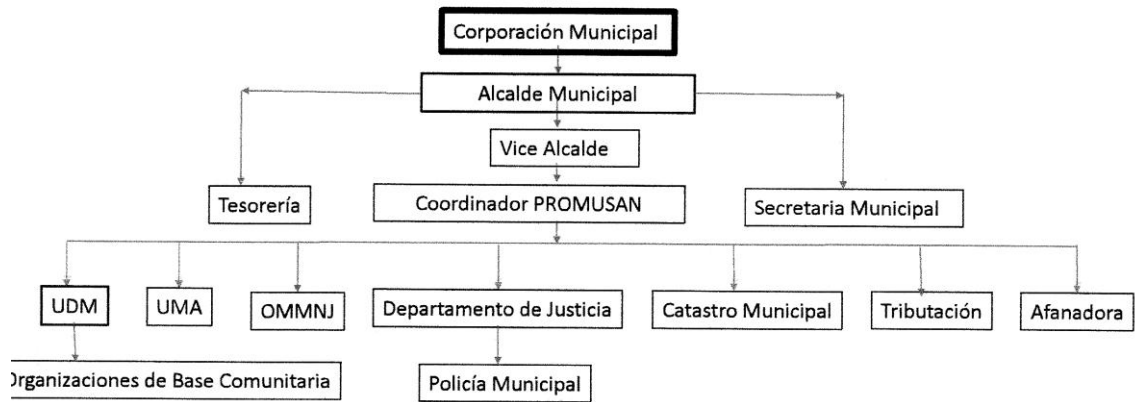 Corporación Municipal
Alcalde Municipal
Vice Alcalde
Tesorería
Coordinador PROMUSAN
Secretaria Municipal
UDM
UMA
OMMNJ
Departamento de Justicia
Catastro Municipal
Tributación
Afanadora
Organizaciones de Base Comunitaria
Policía Municipal